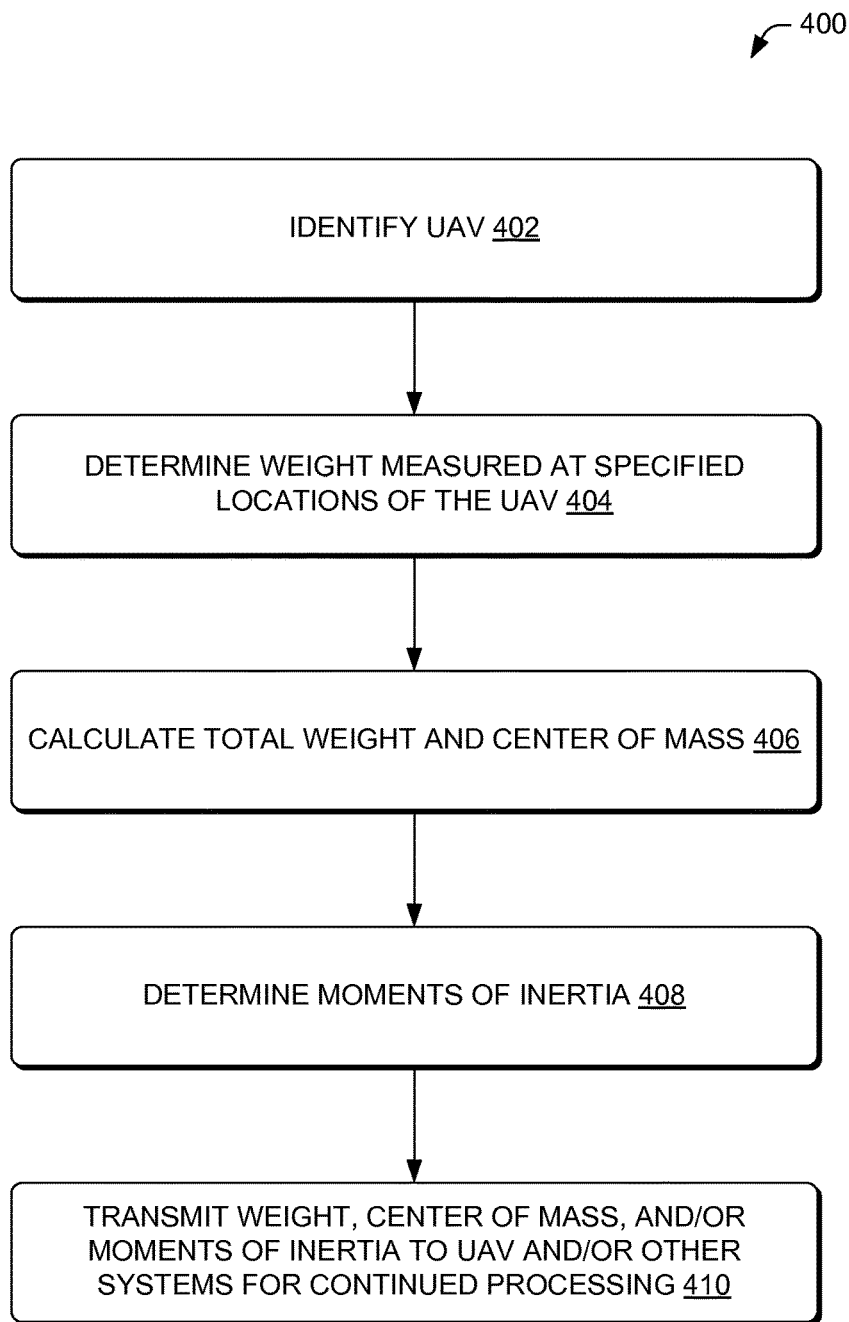 400
IDENTIFY UAV 402
DETERMINE WEIGHT MEASURED AT SPECIFIED
LOCATIONS OF THE UAV 404
CALCULATE TOTAL WEIGHT AND CENTER OF MASS 406
DETERMINE MOMENTS OF INERTIA 408
TRANSMIT WEIGHT, CENTER OF MASS, AND/OR
MOMENTS OF INERTIA TO UAV AND/OR OTHER
SYSTEMS FOR CONTINUED PROCESSING 410